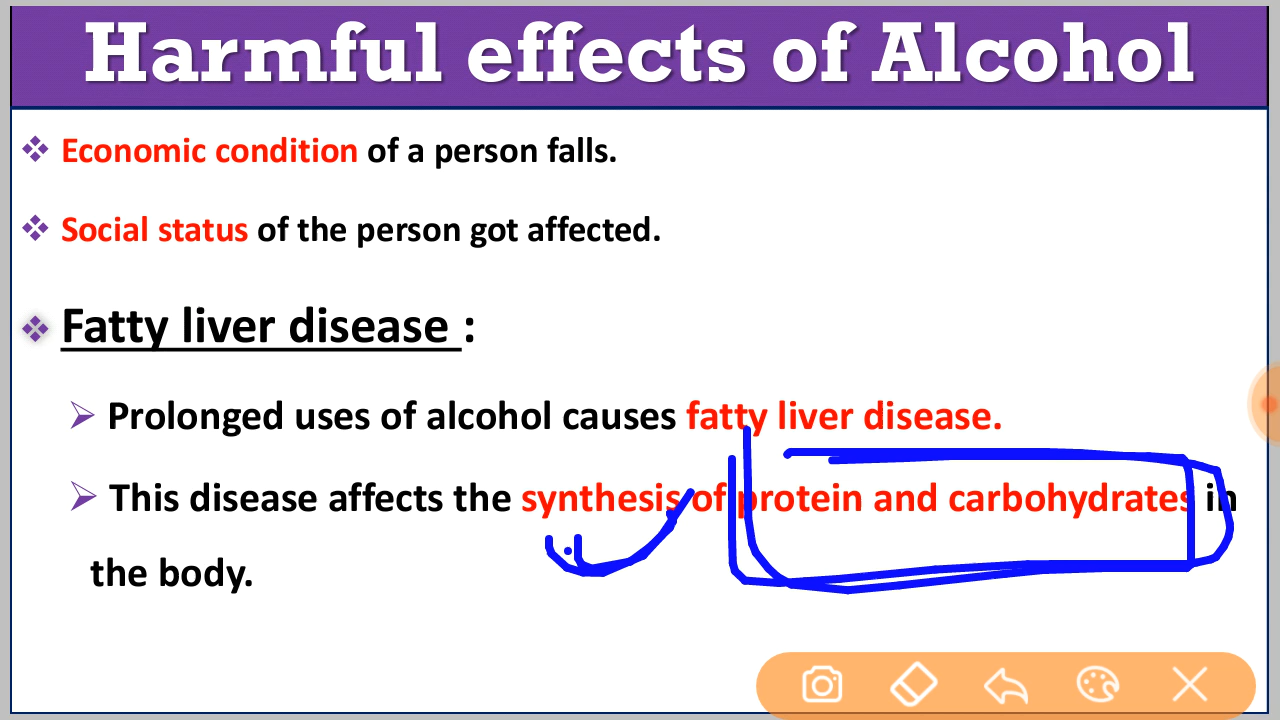 Harmful effects of Alcohol
Economic condition of a person falls.
Social status of the person got affected.
Fatty liver disease :
Prolonged uses of alcohol causes fatty liver disease.
This disease affects the synthesis of protein and carbohydrates in
the body.